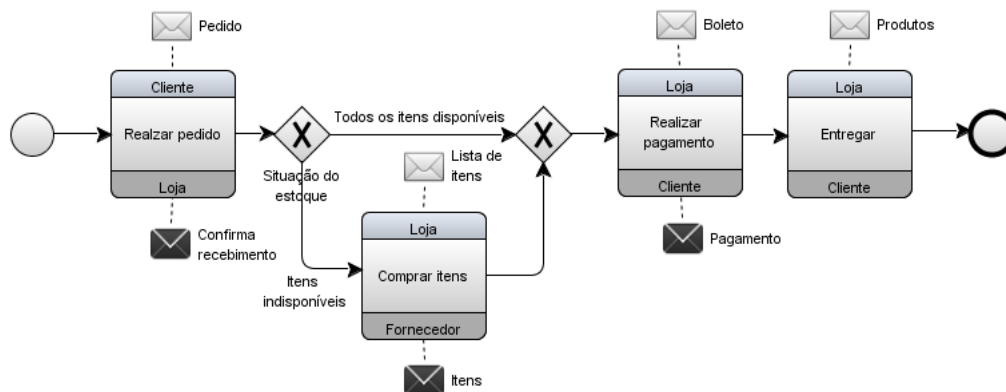 Pedido
Cliente
Realzar pedido
Loja
Confirma
recebimento
Situação do
estoque
Todos os itens disponíveis
Itens
indisponíveis
Lista de
itens
Loja
Comprar itens
Fornecedor
Itens
Boleto
Loja
Realizar
pagamento
Cliente
Pagamento
Produtos
Loja
Entregar
Cliente